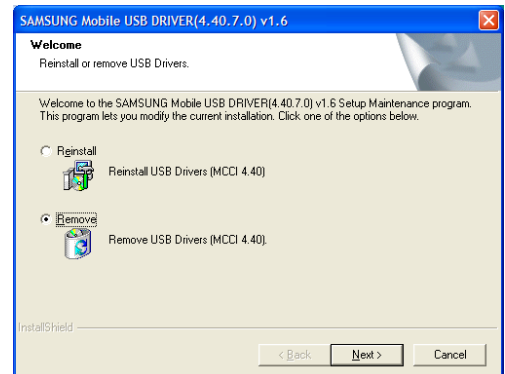 SAMSUNG Mobile USB DRIVER(4.40.7.0) v1.6
Welcome
Reinstall or remove USB Drivers.
Welcome to the SAMSUNG Mobile USB DRIVER(4.40.7.0) v1.6 Setup Maintenance program.
This program lets you modify the current installation. Click one of the options below.
Reinstall
Reinstall USB Drivers (MCCI 4.40)
Remove
Remove USB Drivers (MCCI 4.40).
InstallShield
< Back
Next >
Cancel